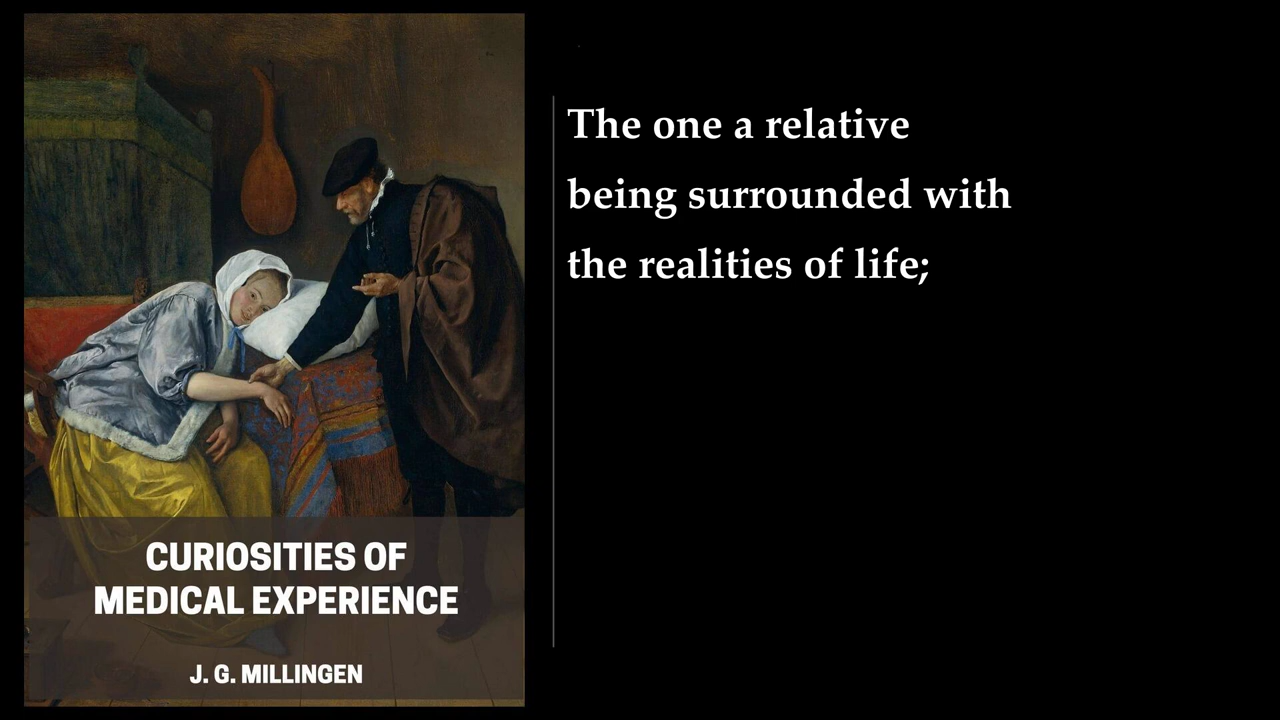 CURIOSITIES OF
MEDICAL EXPERIENCE
J. G. MILLINGEN
The one a relative
being surrounded with
the realities of life;